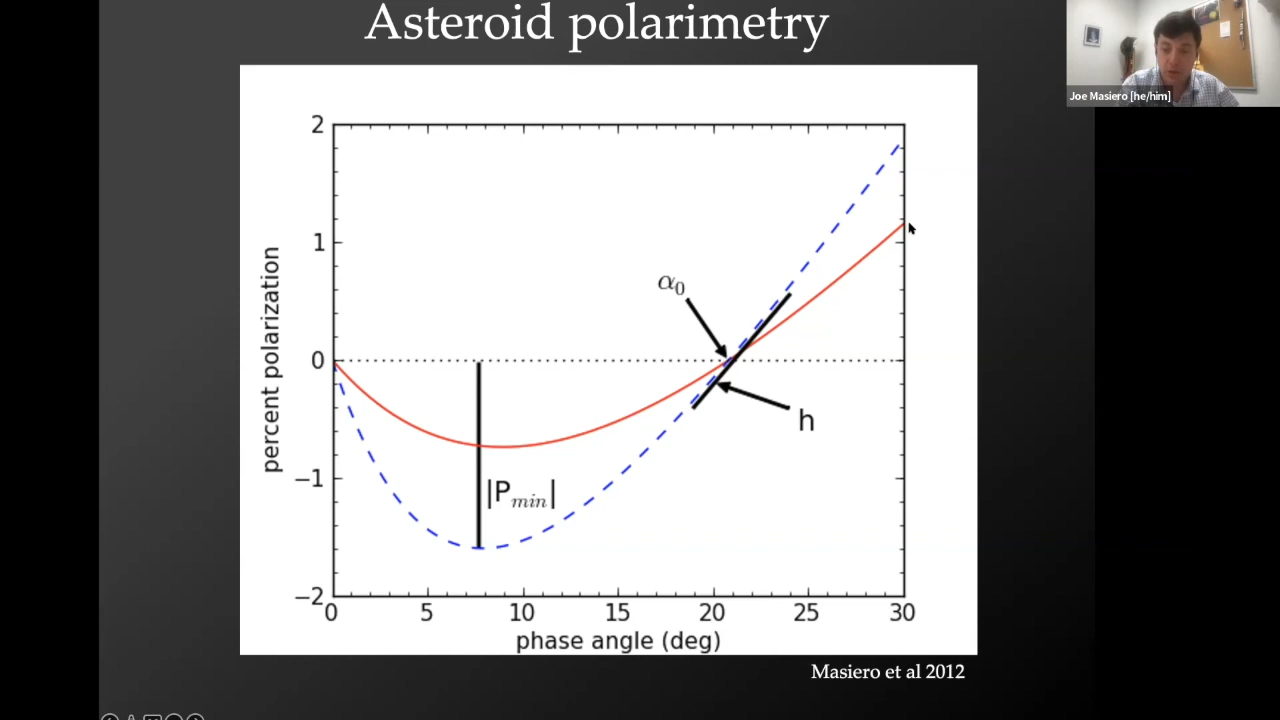 Asteroid polarimetry
Joe Masiero [he/him]
2
1
0
−1
−2
percent polarization
α0
h
|Pmin|
0 5 10 15 20 25 30
phase angle (deg)
Masiero et al 2012